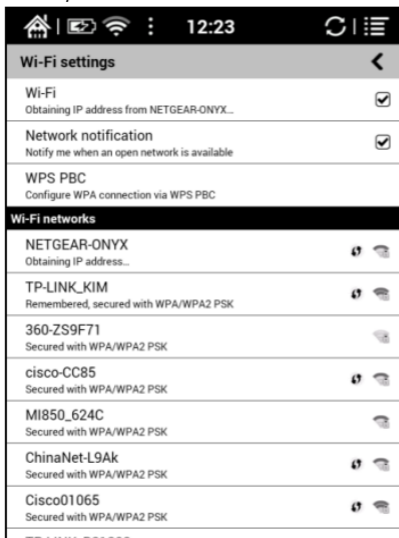 12:23
Wi-Fi settings
Wi-Fi
Obtaining IP address from NETGEAR-ONYX...
Network notification
Notify me when an open network is available
WPS PBC
Configure WPA connection via WPS PBC
Wi-Fi networks
NETGEAR-ONYX
Obtaining IP address...
TP-LINK_KIM
Remembered, secured with WPA/WPA2 PSK
360-ZS9F71
Secured with WPA/WPA2 PSK
cisco-CC85
Secured with WPA/WPA2 PSK
MI850_624C
Secured with WPA/WPA2 PSK
ChinaNet-L9Ak
Secured with WPA/WPA2 PSK
Cisco01065
Secured with WPA/WPA2 PSK